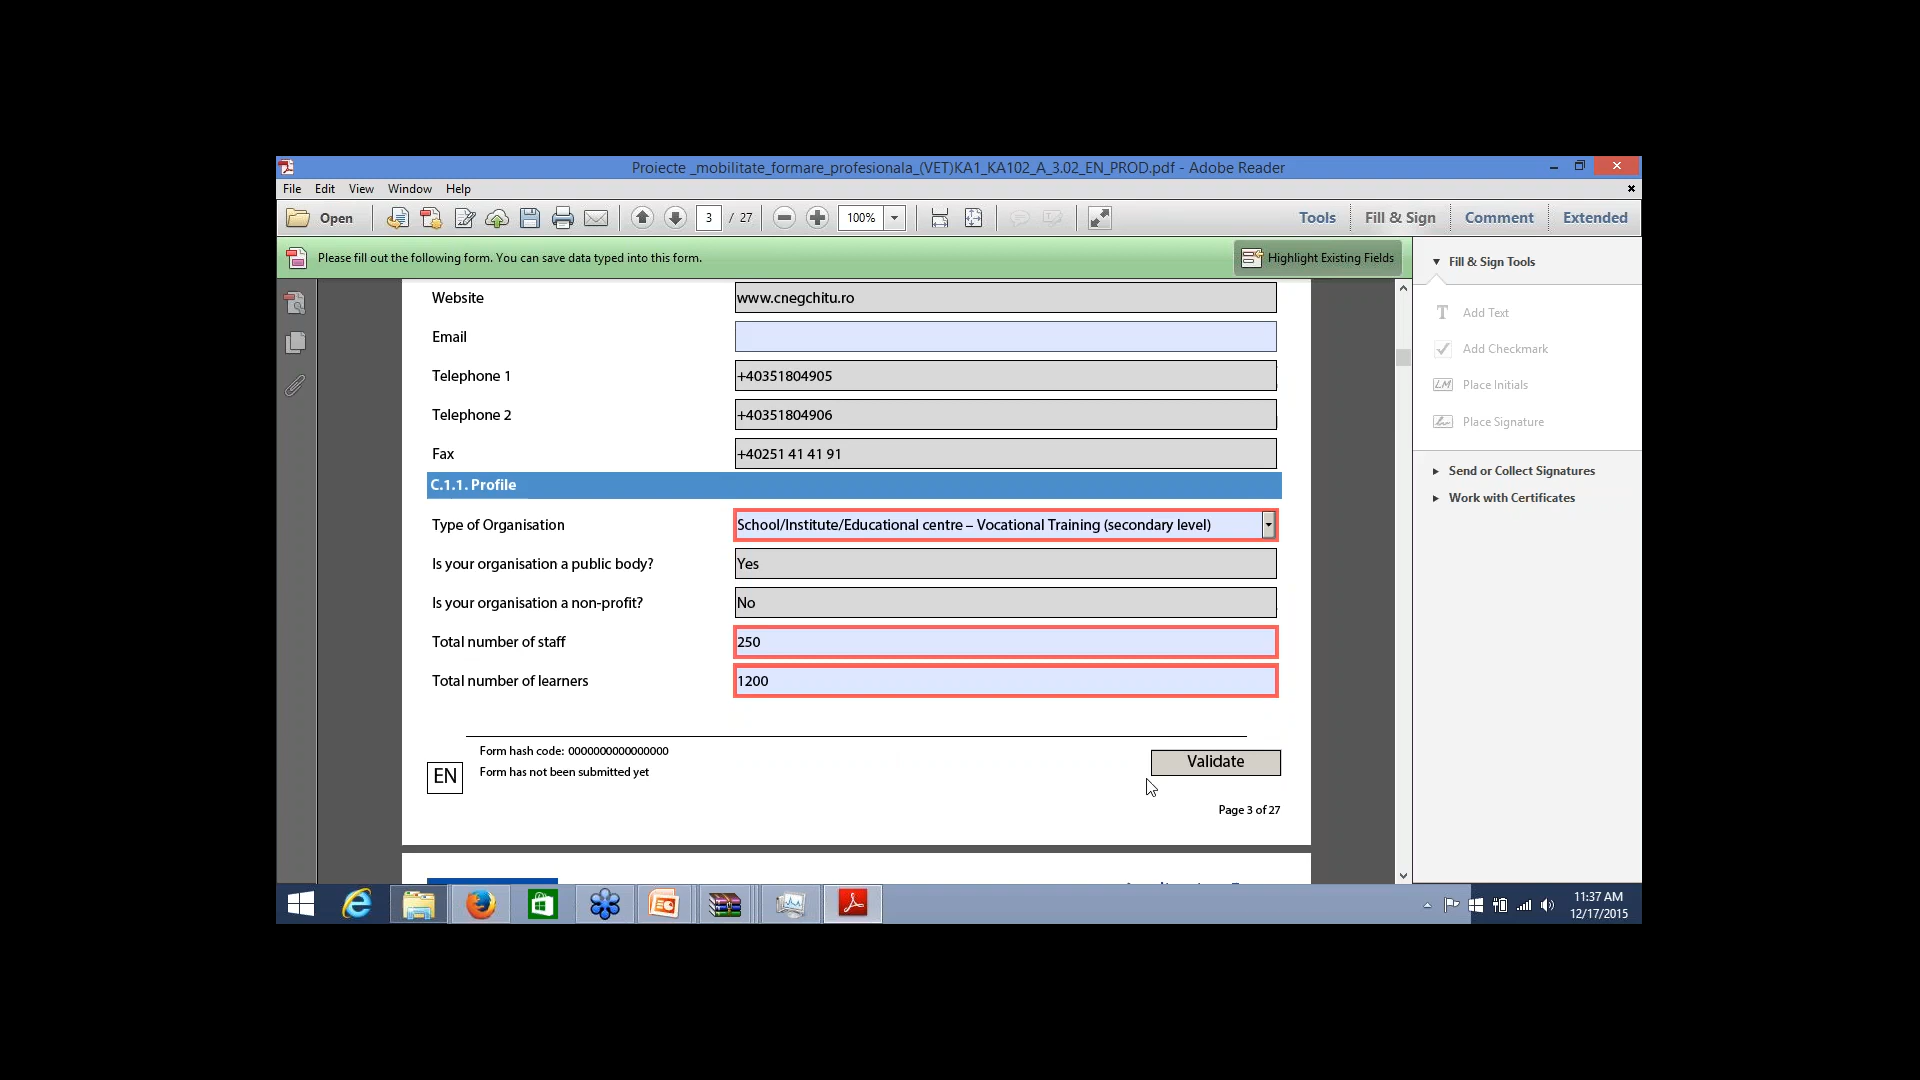 Proiecte _mobilitate_formare_profesionala_(VET)KA1_KA102_A_3.02_EN_PROD.pdf - Adobe Reader
File Edit View Window Help
Open 3 / 27 100% Tools Fill & Sign Comment Extended
Please fill out the following form. You can save data typed into this form. Highlight Existing Fields
Fill & Sign Tools
T Add Text
Add Checkmark
LM Place Initials
Place Signature
Send or Collect Signatures
Work with Certificates
Website www.cnegchitu.ro
Email
Telephone 1 +40351804905
Telephone 2 +40351804906
Fax +40251 41 41 91
C.1.1. Profile
Type of Organisation School/Institute/Educational centre – Vocational Training (secondary level)
Is your organisation a public body? Yes
Is your organisation a non-profit? No
Total number of staff 250
Total number of learners 1200
Form hash code: 0000000000000000
EN Form has not been submitted yet
Validate
Page 3 of 27
11:37 AM
12/17/2015